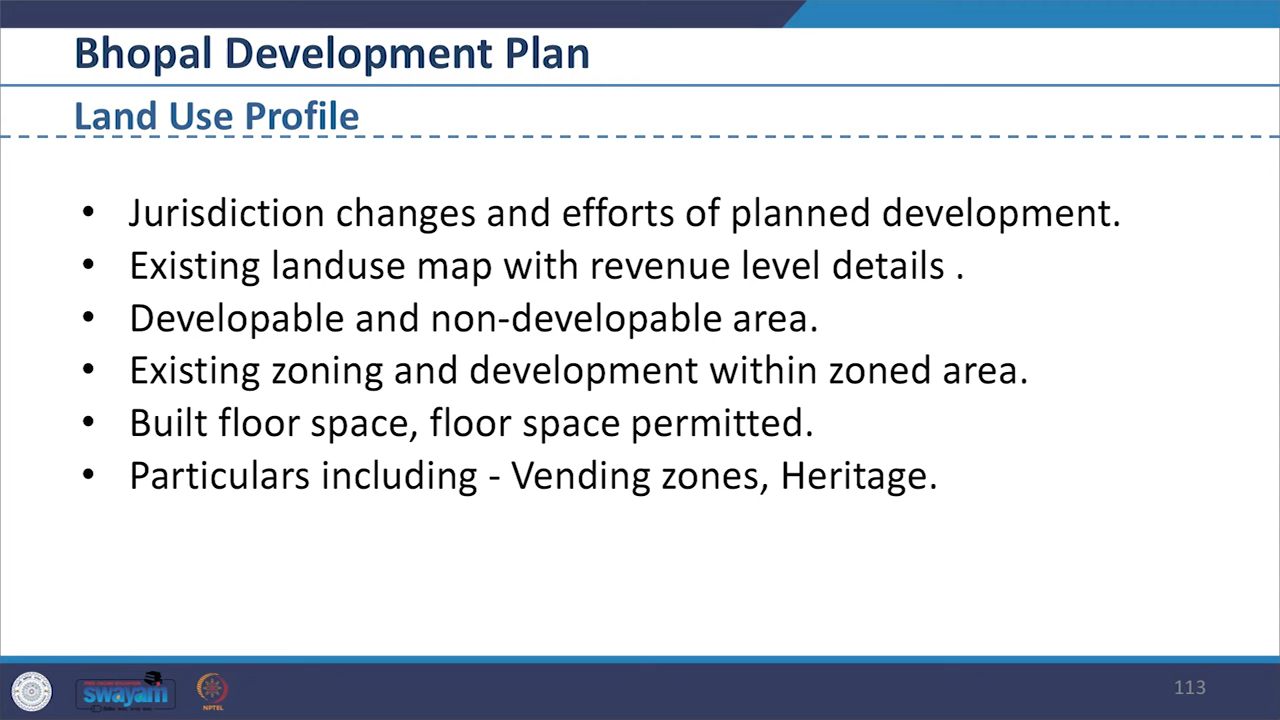 Bhopal Development Plan
Land Use Profile
• Jurisdiction changes and efforts of planned development.
• Existing landuse map with revenue level details .
• Developable and non-developable area.
• Existing zoning and development within zoned area.
• Built floor space, floor space permitted.
• Particulars including - Vending zones, Heritage.
swayam
NPTEL
113